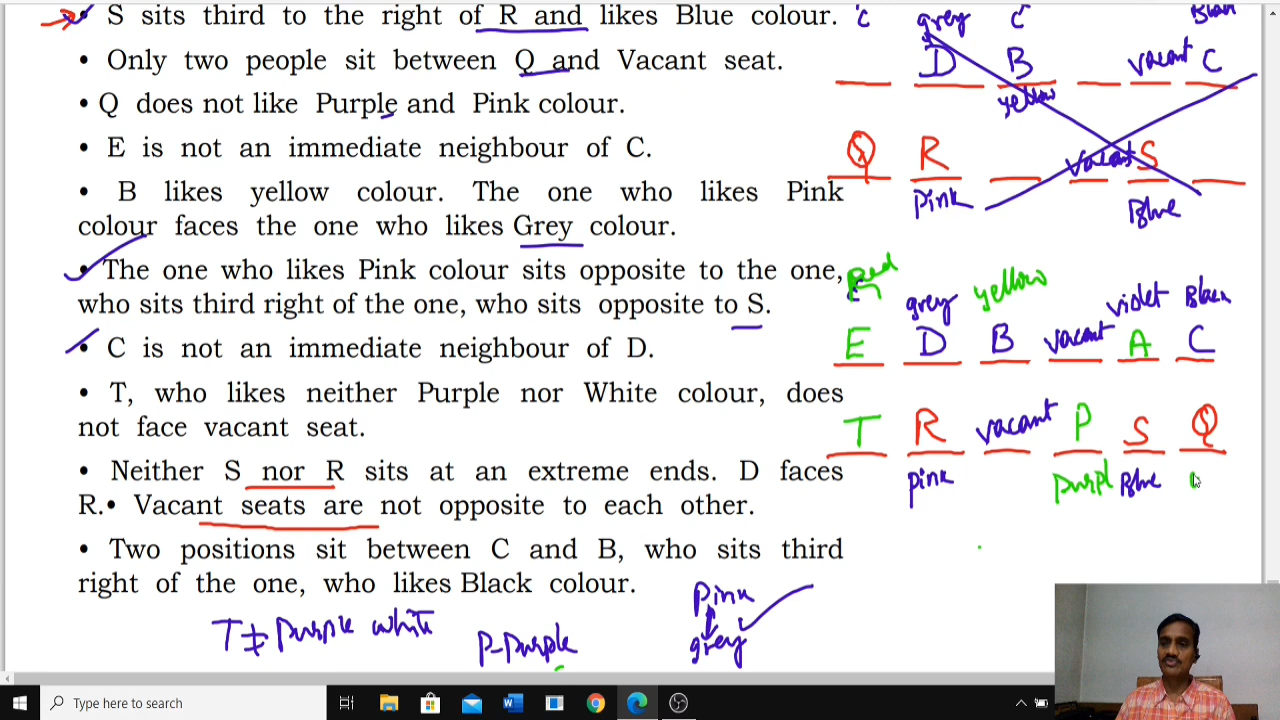 S sits third to the right of R and likes Blue colour.
• Only two people sit between Q and Vacant seat.
• Q does not like Purple and Pink colour.
• E is not an immediate neighbour of C.
• B likes yellow colour. The one who likes Pink
colour faces the one who likes Grey colour.
• The one who likes Pink colour sits opposite to the one,
who sits third right of the one, who sits opposite to S.
• C is not an immediate neighbour of D.
• T, who likes neither Purple nor White colour, does
not face vacant seat.
• Neither S nor R sits at an extreme ends. D faces
R.• Vacant seats are not opposite to each other.
• Two positions sit between C and B, who sits third
right of the one, who likes Black colour.
T ≠ Purple white
P-Purple
Pink
grey
grey
D B vacant C
yellow
Q R vacant S
Pink Blue
Red grey yellow violet Black
E D B vacant A C
T R vacant P S Q
Pink Purpl Blue
Type here to search